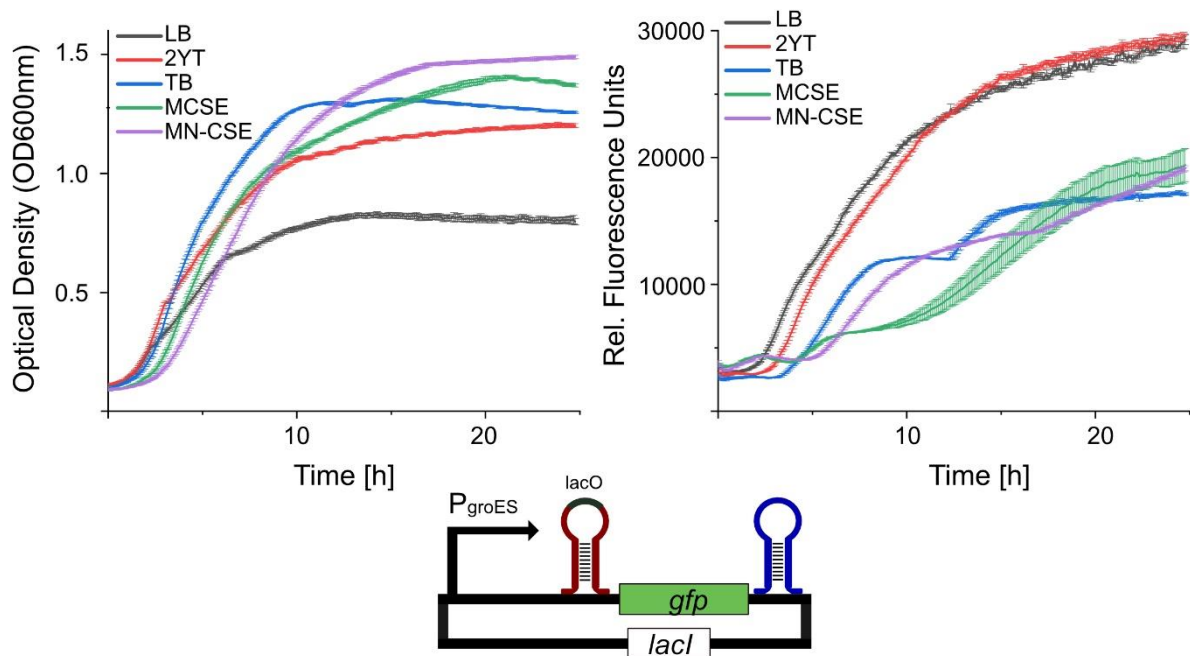 Optical Density (OD600nm)
1.5
1.0
0.5
LB
2YT
TB
MCSE
MN-CSE
10
20
Time [h]
Rel. Fluorescence Units
30000
20000
10000
LB
2YT
TB
MCSE
MN-CSE
10
20
Time [h]
PgroES
lacO
gfp
lacI